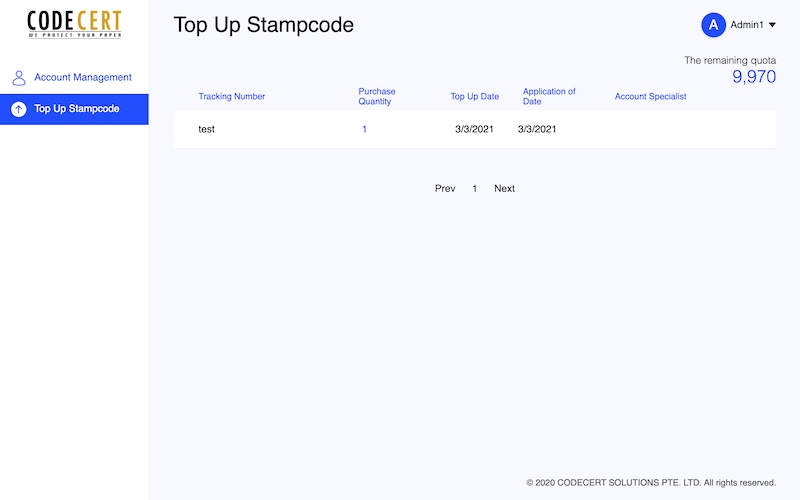 CODECERT
WE PROTECT YOUR PAPER
Top Up Stampcode
A
Admin1
Account Management
Top Up Stampcode
The remaining quota
9,970
Tracking Number
Purchase
Quantity
Top Up Date
Application of
Date
Account Specialist
test
1
3/3/2021
3/3/2021
Prev
1
Next
© 2020 CODECERT SOLUTIONS PTE. LTD. All rights reserved.